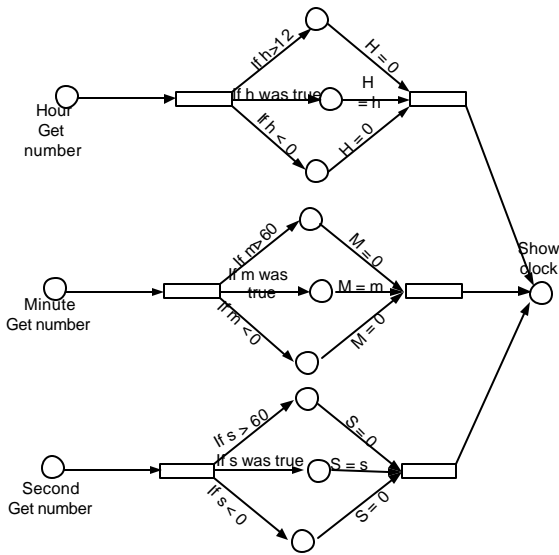 If h≥12
H = 0
If h was true
H
= h
Hour
Get
number
If h < 0
H = 0
If m≥60
M = 0
If m was
true
M = m
Show
clock
Minute
Get number
If m < 0
M = 0
If s > 60
S = 0
If s was true
S = s
Second
Get number
If s < 0
S = 0